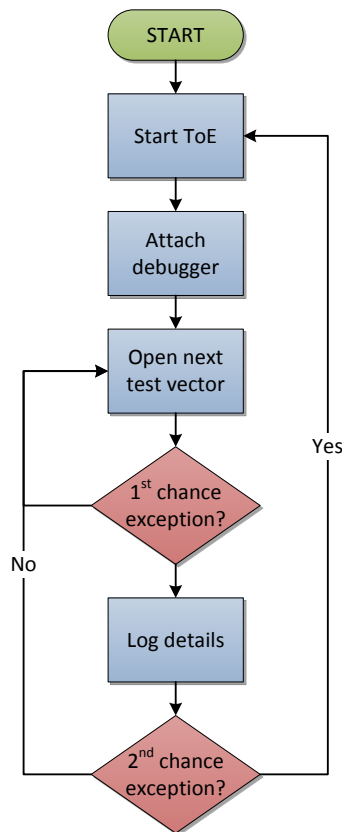 START
Start ToE
Attach
debugger
Open next
test vector
1st chance
exception?
Yes
No
Log details
2nd chance
exception?